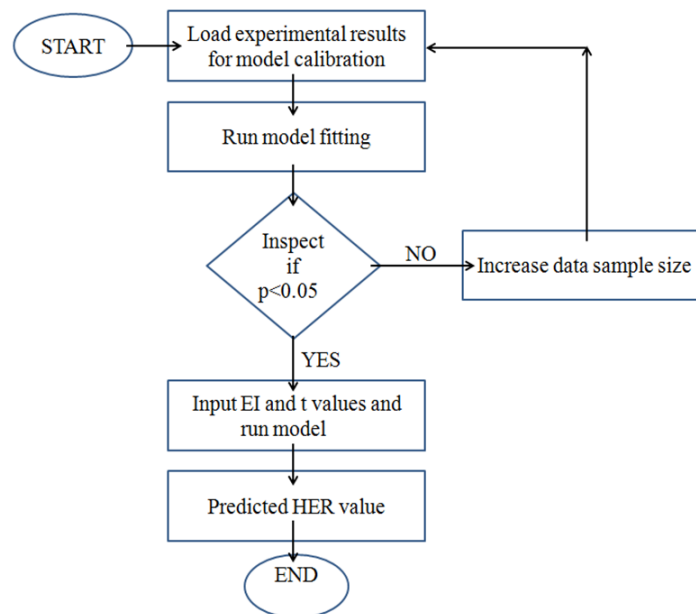 START
Load experimental results
for model calibration
Run model fitting
Inspect
if
p<0.05
NO
Increase data sample size
YES
Input EI and t values and
run model
Predicted HER value
END